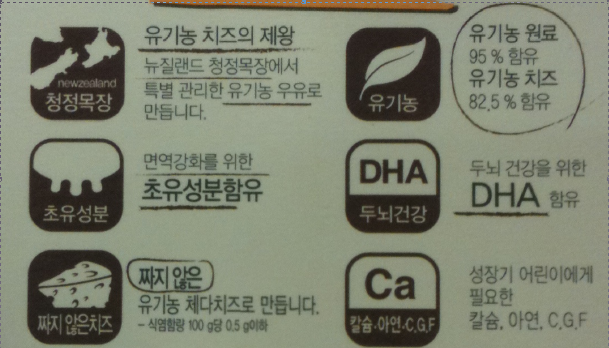 newzealand
청정목장
유기농 치즈의 제왕
뉴질랜드 청정목장에서
특별 관리한 유기농 우유로
만듭니다.
유기농
유기농 원료
95 % 함유
유기농 치즈
82.5 % 함유
초유성분
면역강화를 위한
초유성분함유
DHA
두뇌건강
두뇌 건강을 위한
DHA 함유
짜지 않은치즈
짜지 않은
유기농 체다치즈로 만듭니다.
– 식염함량 100 g당 0.5 g이하
Ca
칼슘·아연·C.G.F
성장기 어린이에게
필요한
칼슘, 아연, C.G.F